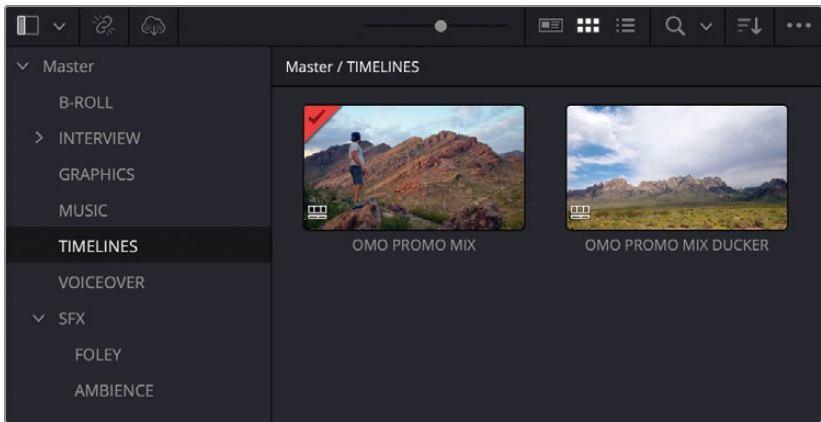 Master
B-ROLL
INTERVIEW
GRAPHICS
MUSIC
TIMELINES
VOICEOVER
SFX
FOLEY
AMBIENCE
Master / TIMELINES
OMO PROMO MIX
OMO PROMO MIX DUCKER